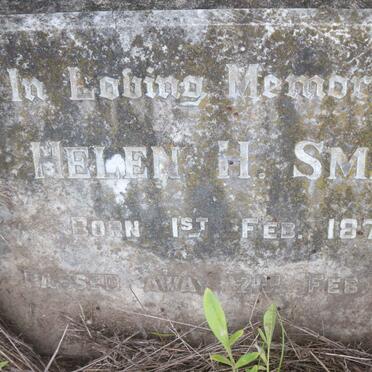 In Loving Memor
HELEN H. SM
BORN 1ST FEB. 187
PASSED AWAY FEB